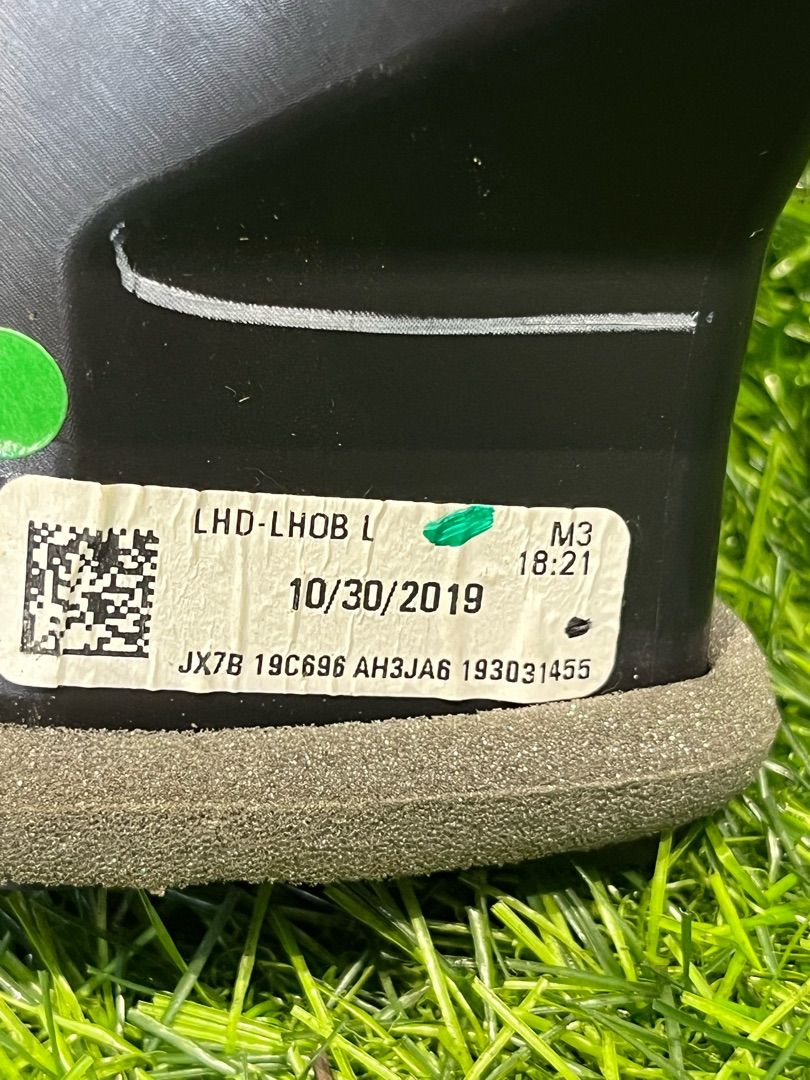 LHD-LHOB L
M3
18:21
10/30/2019
JX7B 19C696 AH3JA6 193031455